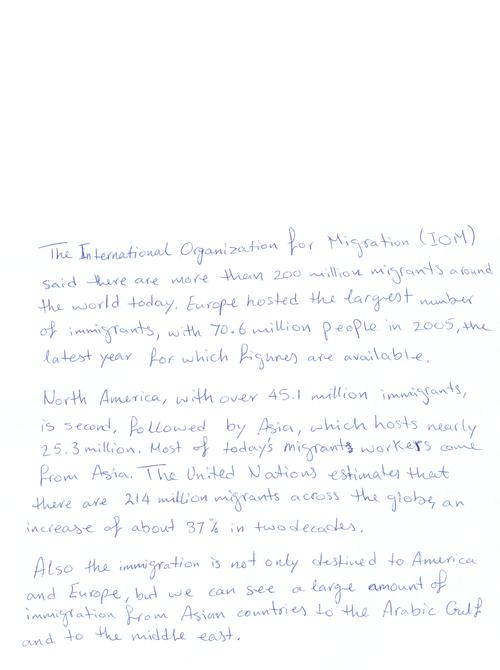 The International Organization for Migration (IOM)
said there are more than 200 million migrants around
the world today. Europe hosted the largest number
of immigrants, with 70.6 million people in 2005, the
latest year for which figures are available.
North America, with over 45.1 million immigrants,
is second, followed by Asia, which hosts nearly
25.3 million. Most of today's migrants workers come
from Asia. The United Nations estimates that
there are 214 million migrants across the globe, an
increase of about 37% in two decades.
Also the immigration is not only destined to America
and Europe, but we can see a large amount of
immigration from Asian countries to the Arabic Gulf
and to the middle east.